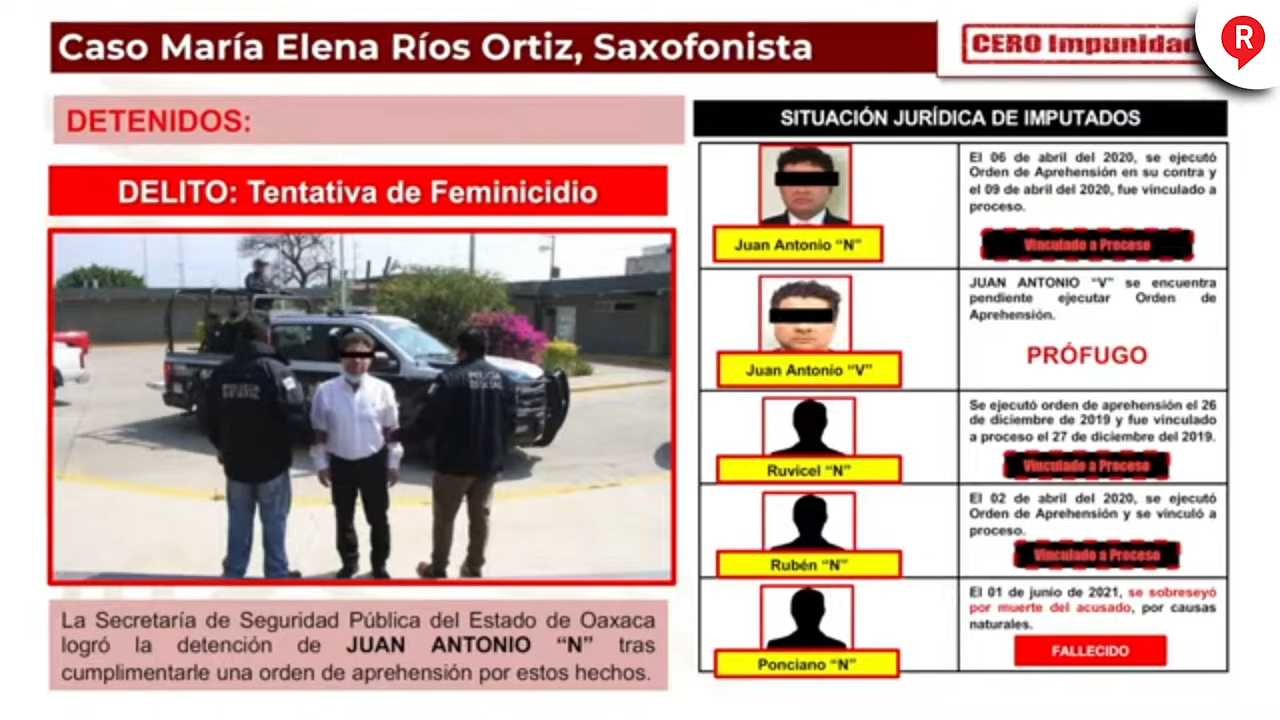 Caso María Elena Ríos Ortiz, Saxofonista
CERO Impunidad
R
DETENIDOS:
DELITO: Tentativa de Feminicidio
POLICIA
ESTATAL
POLICIA
ESTATAL
La Secretaría de Seguridad Pública del Estado de Oaxaca
logró la detención de JUAN ANTONIO “N” tras
cumplimentarle una orden de aprehensión por estos hechos.
SITUACIÓN JURÍDICA DE IMPUTADOS
Juan Antonio “N”
El 06 de abril del 2020, se ejecutó
Orden de Aprehensión en su contra y
el 09 de abril del 2020, fue vinculado a
proceso.
Vinculado a Proceso
Juan Antonio “V”
JUAN ANTONIO “V” se encuentra
pendiente ejecutar Orden de
Aprehensión.
PRÓFUGO
Ruvicel “N”
Se ejecutó orden de aprehensión el 26
de diciembre de 2019 y fue vinculado
a proceso el 27 de diciembre del 2019.
Vinculado a Proceso
Rubén “N”
El 02 de abril del 2020, se ejecutó
Orden de Aprehensión y se vinculó a
proceso.
Vinculado a Proceso
Ponciano “N”
El 01 de junio de 2021, se sobreseyó
por muerte del acusado, por causas
naturales.
FALLECIDO